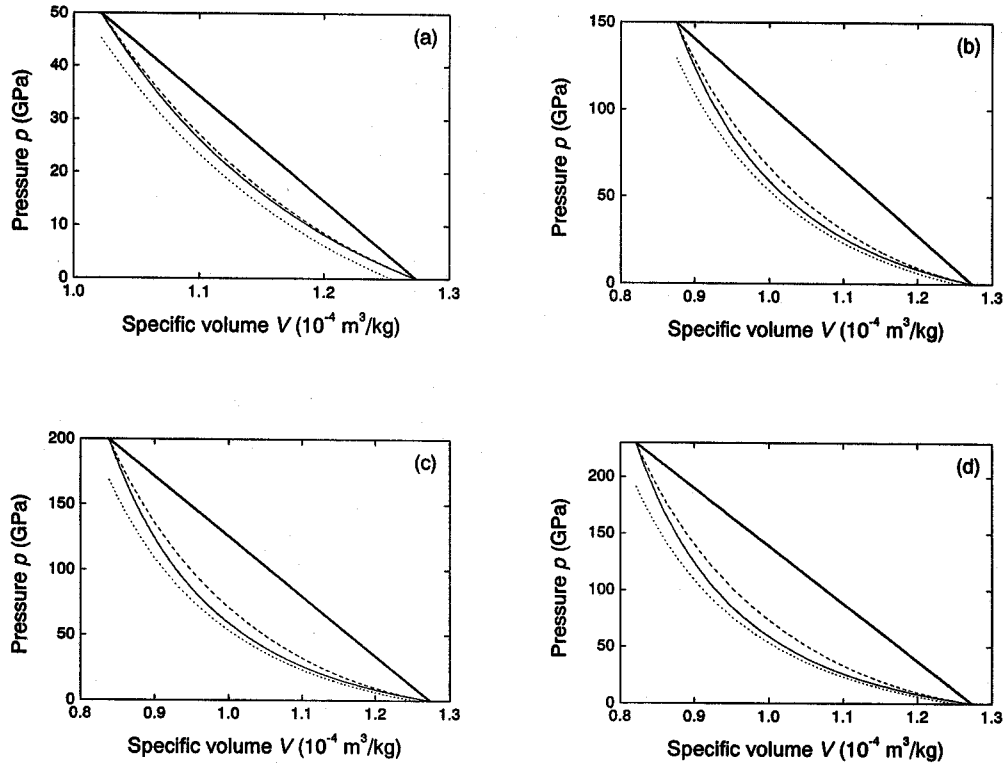 50
40
30
20
10
0
Pressure p (GPa)
(a)
1.0 1.1 1.2 1.3
Specific volume V (10⁻⁴ m³/kg)
150
100
50
0
Pressure p (GPa)
(b)
0.8 0.9 1.0 1.1 1.2 1.3
Specific volume V (10⁻⁴ m³/kg)
200
150
100
50
0
Pressure p (GPa)
(c)
0.8 0.9 1.0 1.1 1.2 1.3
Specific volume V (10⁻⁴ m³/kg)
200
150
100
50
0
Pressure p (GPa)
(d)
0.8 0.9 1.0 1.1 1.2 1.3
Specific volume V (10⁻⁴ m³/kg)